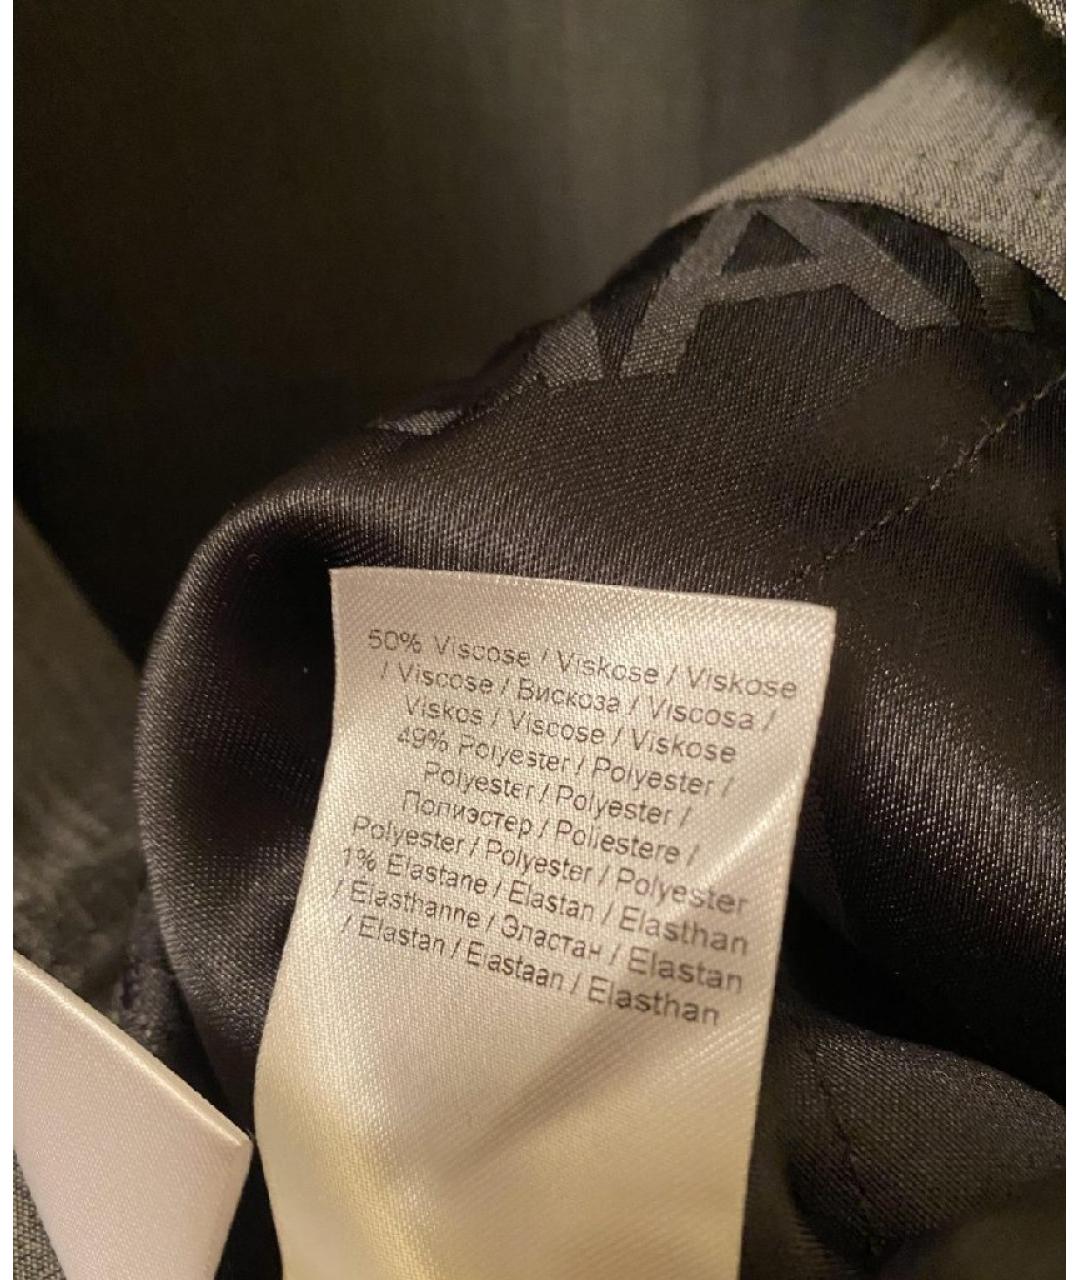 A
50% Viscose / Viskose / Viskose
/ Viscose / Вискоза / Viscosa /
Viskos / Viscose / Viskose
49% Polyester / Polyester /
Polyester / Polyester /
Полиэстер / Poliestere /
Polyester / Polyester / Polyester
1% Elastane / Elastan / Elasthan
/ Elasthanne / Эластан / Elastan
/ Elastan / Elastaan / Elasthan